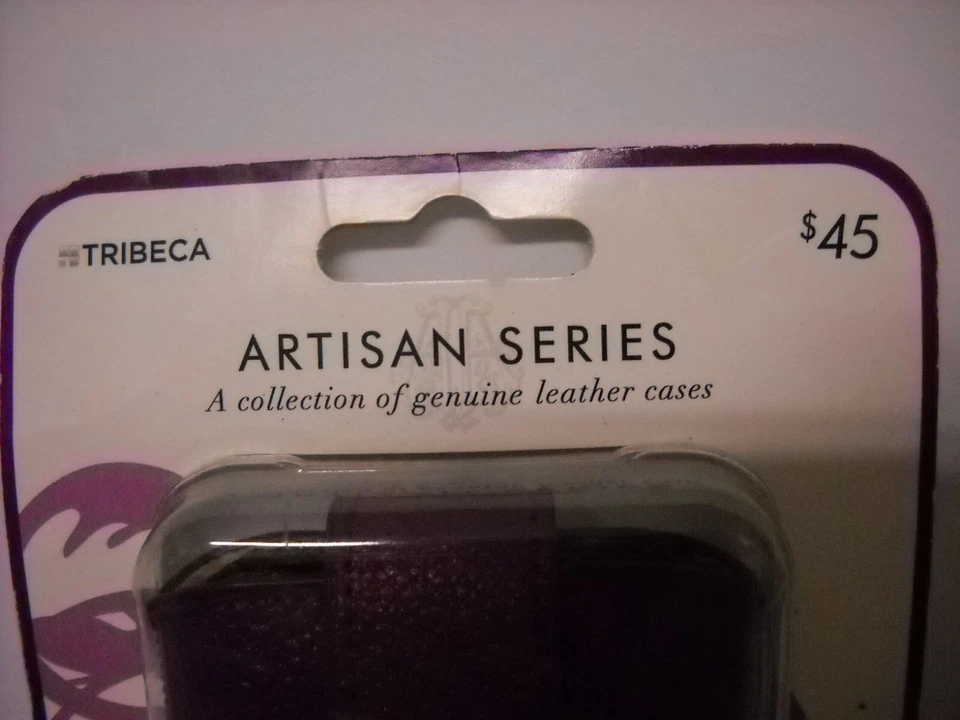 TRIBECA
$45
ARTISAN SERIES
A collection of genuine leather cases